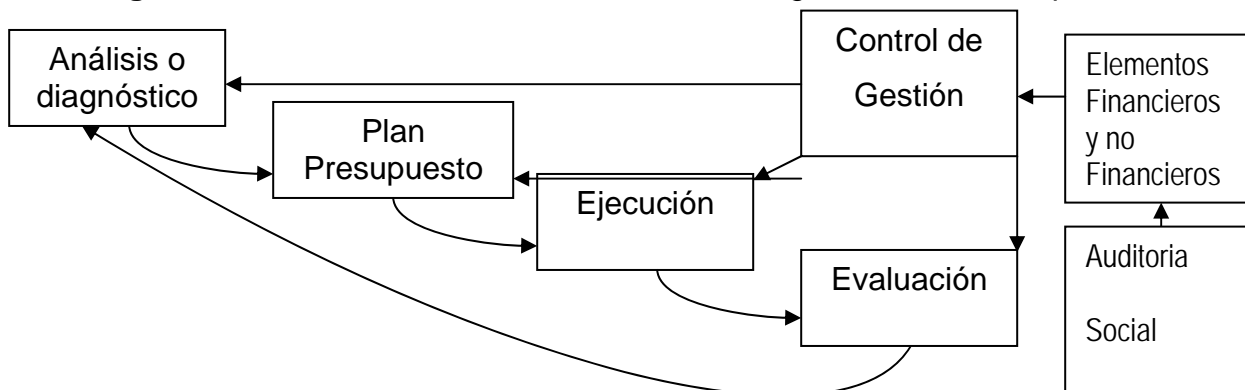 Análisis o
diagnóstico
Plan
Presupuesto
Ejecución
Control de
Gestión
Evaluación
Elementos
Financieros
y no
Financieros
Auditoria
Social